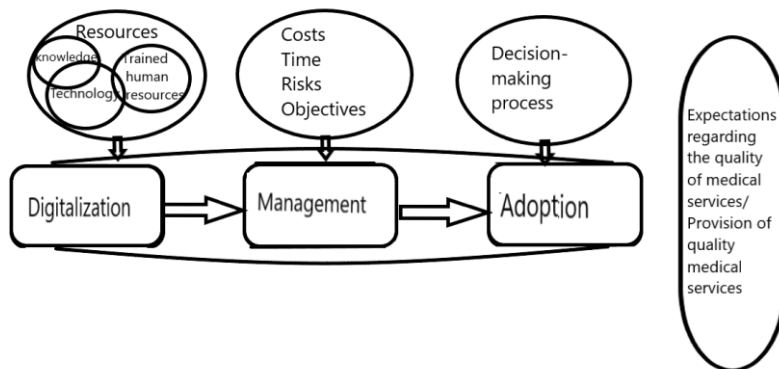 Resources
knowledge
Technology
Trained
human
resources
Costs
Time
Risks
Objectives
Decision-
making
process
Digitalization
Management
Adoption
Expectations
regarding
the quality
of medical
services/
Provision of
quality
medical
services